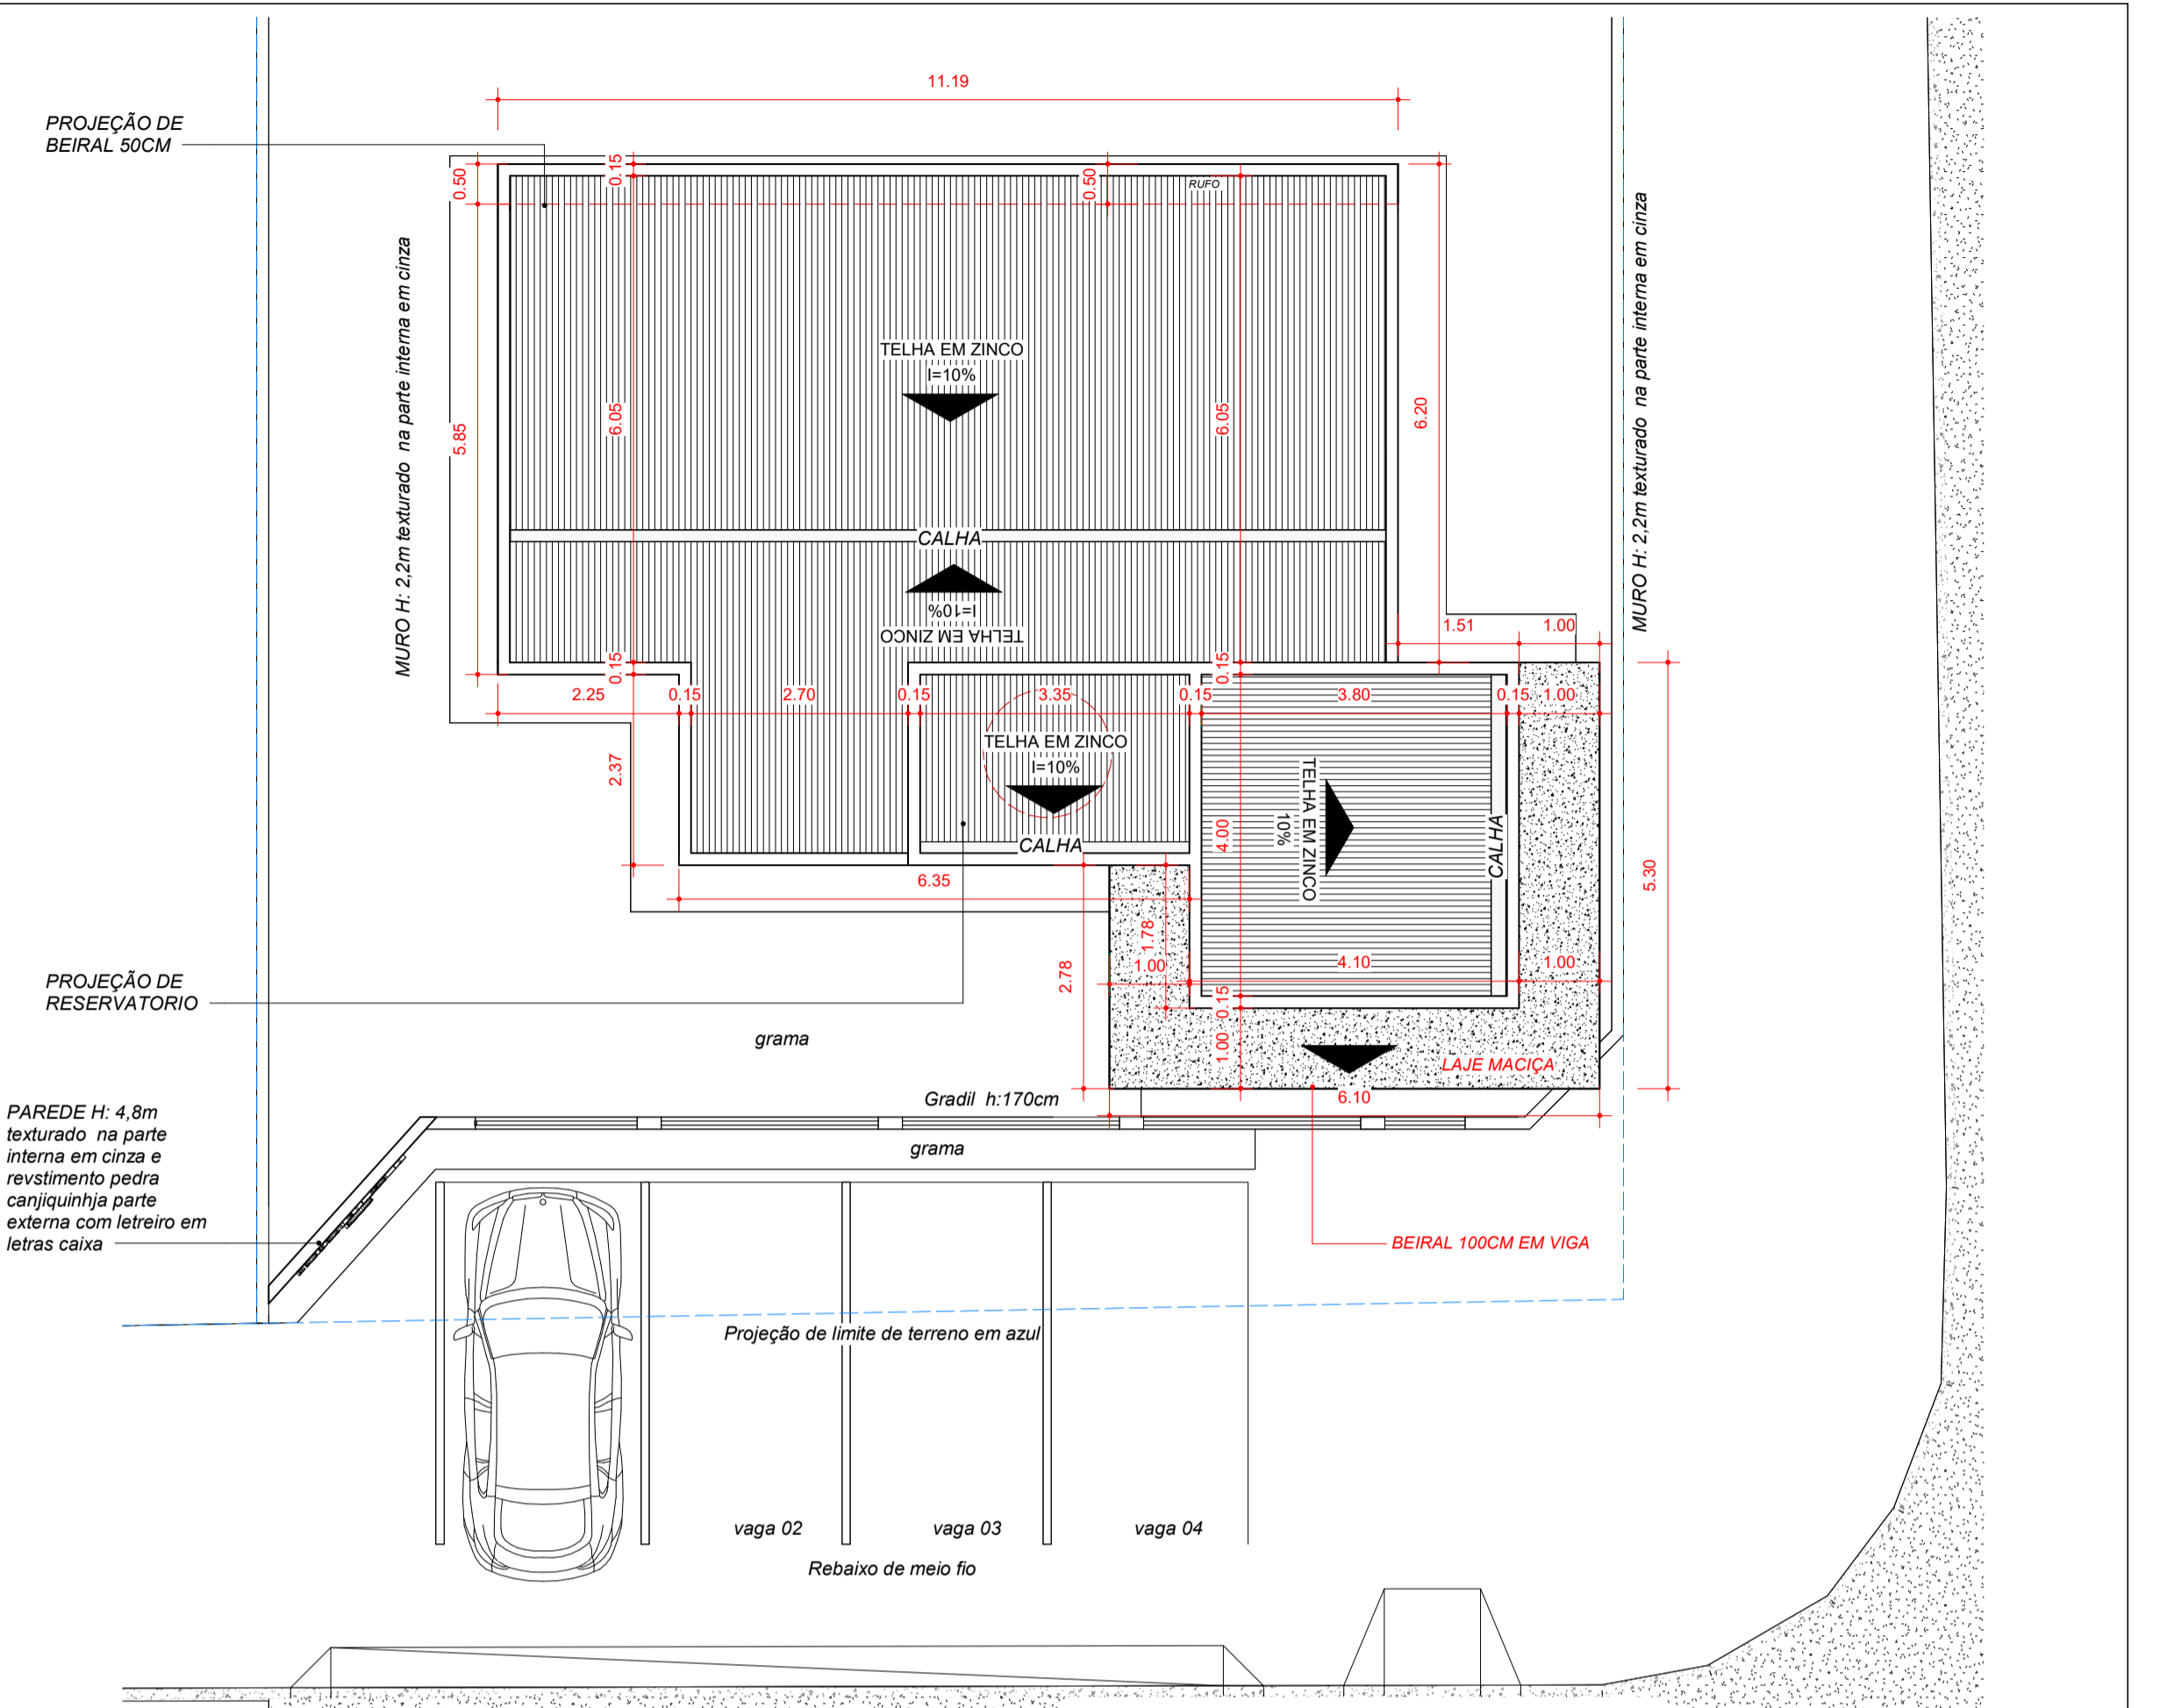 11.19
PROJEÇÃO DE
BEIRAL 50CM
0.50
0.15
0.50
RUFO
MURO H: 2,2m texturado na parte interna em cinza
MURO H: 2,2m texturado na parte interna em cinza
TELHA EM ZINCO
I=10%
5.85
6.05
6.05
6.20
CALHA
I=10%
TELHA EM ZINCO
1.51
1.00
0.15
0.15
2.25
0.15
2.70
0.15
3.35
0.15
3.80
0.15
1.00
2.37
TELHA EM ZINCO
I=10%
CALHA
TELHA EM ZINCO
10%
4.00
CALHA
5.30
6.35
1.78
2.78
1.00
4.10
1.00
PROJEÇÃO DE
RESERVATORIO
0.15
grama
1.00
LAJE MACIÇA
Gradil h:170cm
6.10
PAREDE H: 4,8m
texturado na parte
interna em cinza e
revstimento pedra
canjiquinhja parte
externa com letreiro em
letras caixa
grama
BEIRAL 100CM EM VIGA
Projeção de limite de terreno em azul
vaga 02
vaga 03
vaga 04
Rebaixo de meio fio